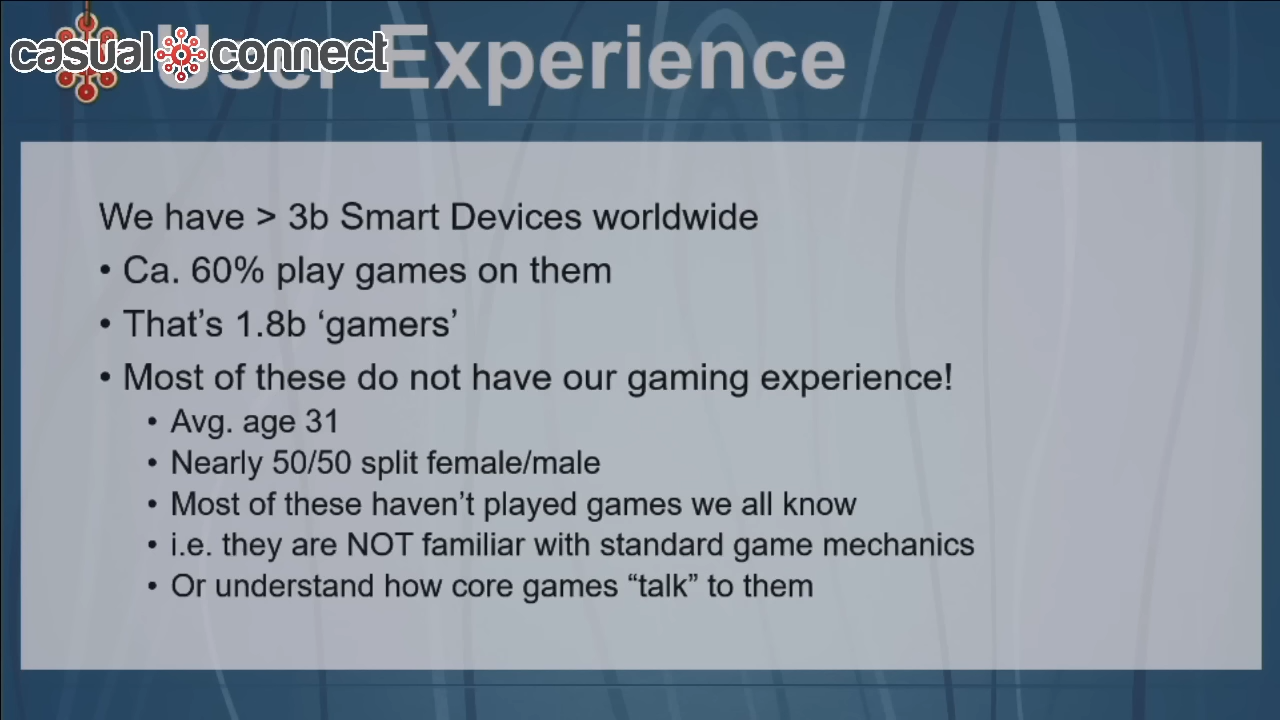 casual connect
User Experience
We have > 3b Smart Devices worldwide
• Ca. 60% play games on them
• That’s 1.8b ‘gamers’
• Most of these do not have our gaming experience!
• Avg. age 31
• Nearly 50/50 split female/male
• Most of these haven’t played games we all know
• i.e. they are NOT familiar with standard game mechanics
• Or understand how core games “talk” to them